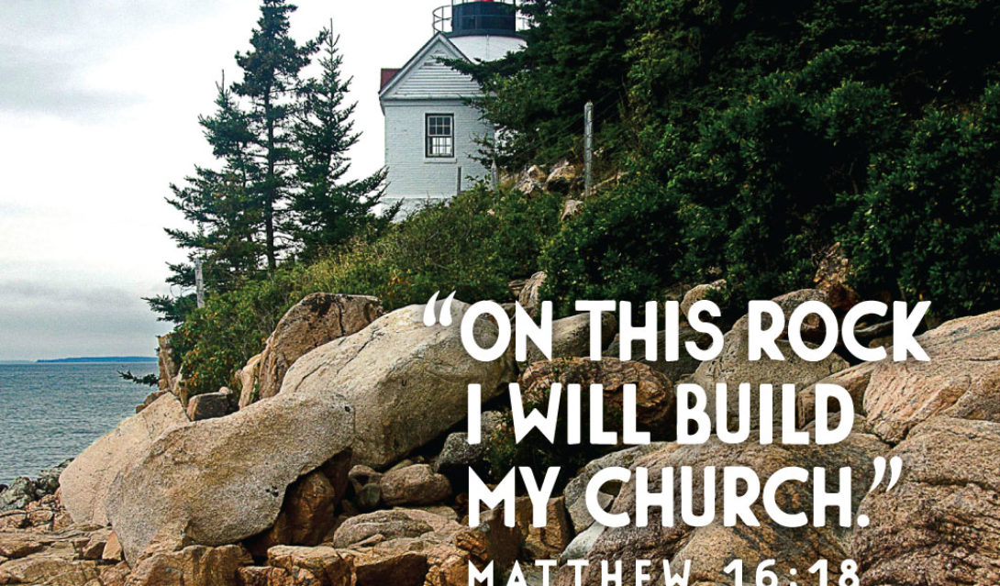 “ON THIS ROCK
I WILL BUILD
MY CHURCH.”
MATTHEW 16:18